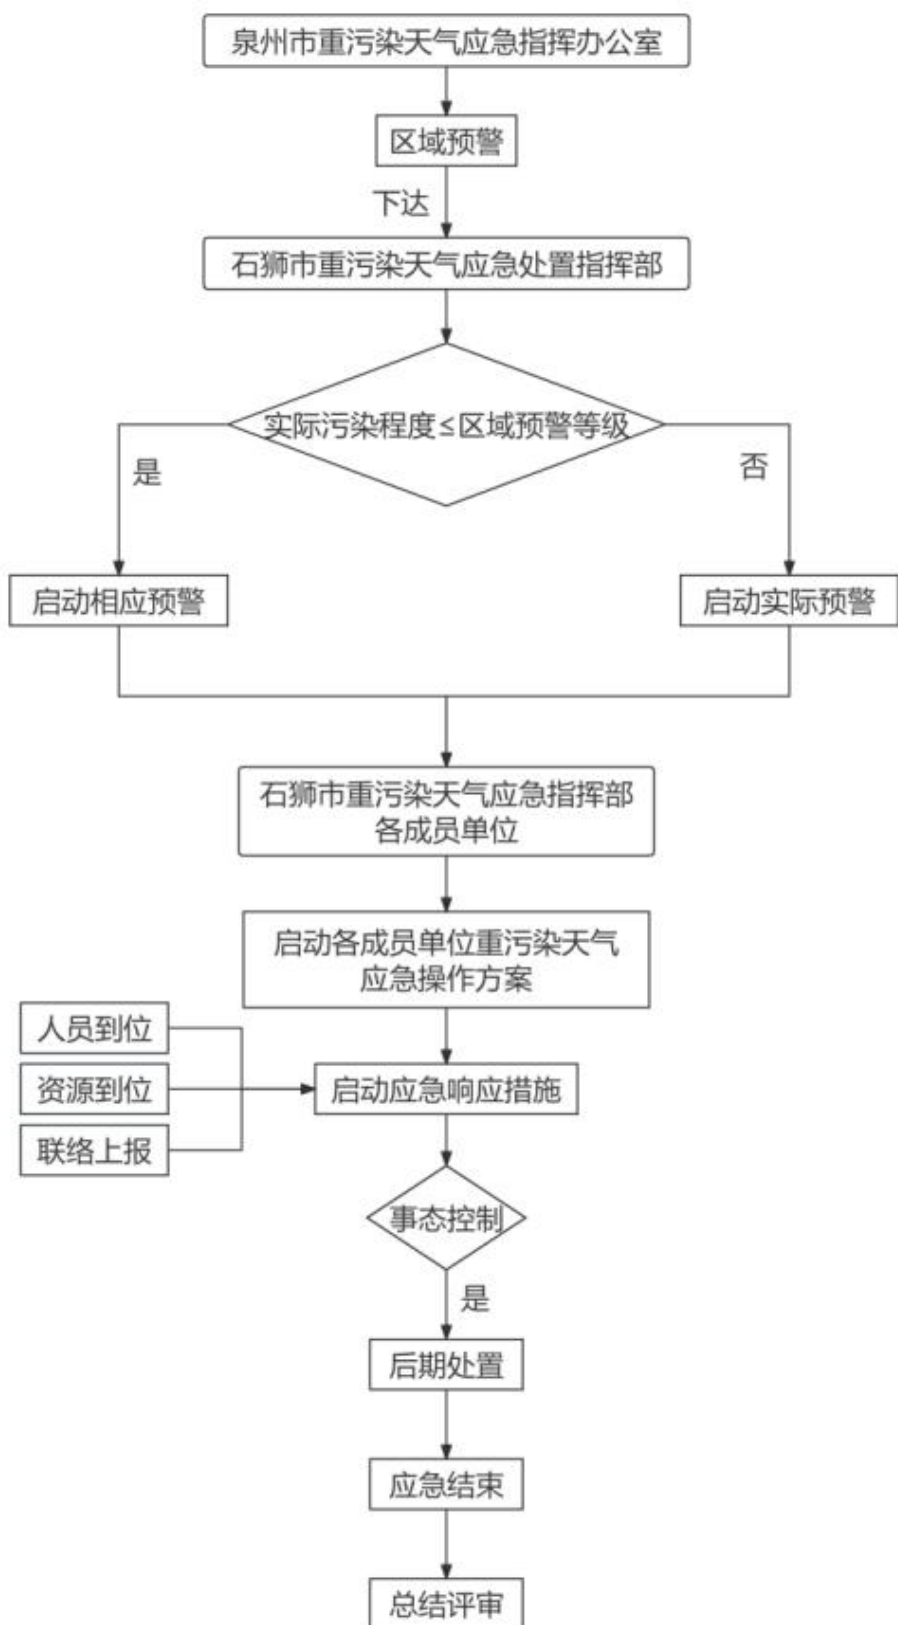 泉州市重污染天气应急指挥办公室
区域预警
下达
石狮市重污染天气应急处置指挥部
实际污染程度≤区域预警等级
是
否
启动相应预警
启动实际预警
石狮市重污染天气应急指挥部
各成员单位
启动各成员单位重污染天气
应急操作方案
人员到位
资源到位
联络上报
启动应急响应措施
事态控制
是
后期处置
应急结束
总结评审